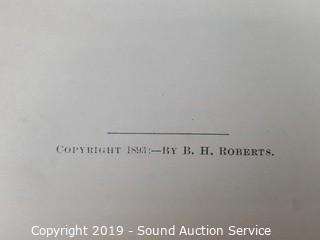 COPYRIGHT 1893:—BY B. H. ROBERTS.
Copyright 2019 - Sound Auction Service